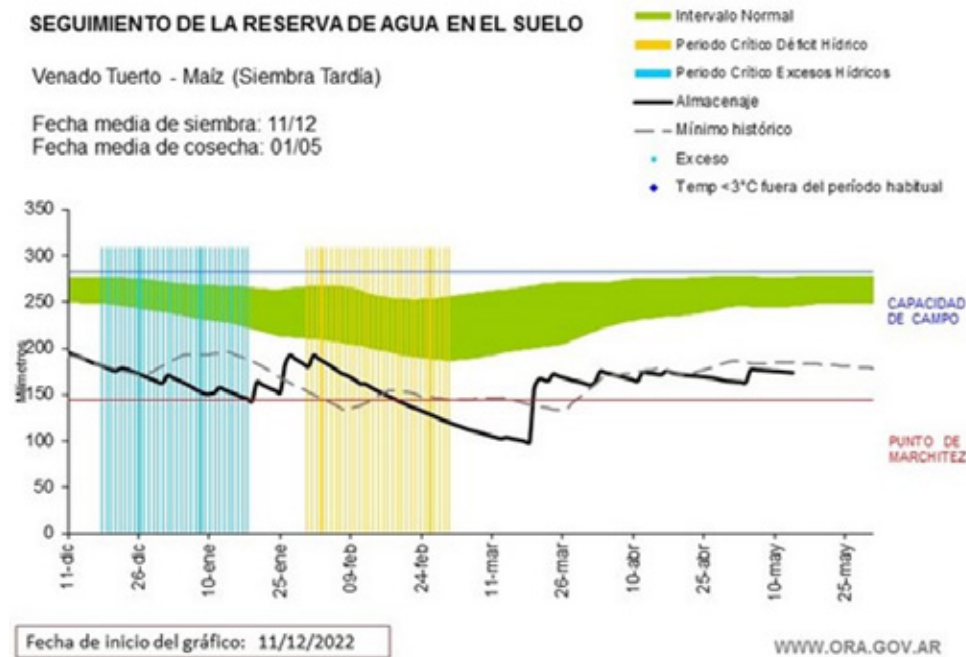 SEGUIMIENTO DE LA RESERVA DE AGUA EN EL SUELO
Venado Tuerto - Maíz (Siembra Tardía)
Fecha media de siembra: 11/12
Fecha media de cosecha: 01/05
Intervalo Normal
Periodo Crítico Déficit Hídrico
Periodo Crítico Excesos Hídricos
Almacenaje
Mínimo histórico
Exceso
Temp <3°C fuera del período habitual
Milímetros
350
300
250
200
150
100
50
0
CAPACIDAD
DE CAMPO
PUNTO DE
MARCHITEZ
11-dic
26-dic
10-ene
25-ene
09-feb
24-feb
11-mar
26-mar
10-abr
25-abr
10-may
25-may
Fecha de inicio del gráfico: 11/12/2022
WWW.ORA.GOV.AR